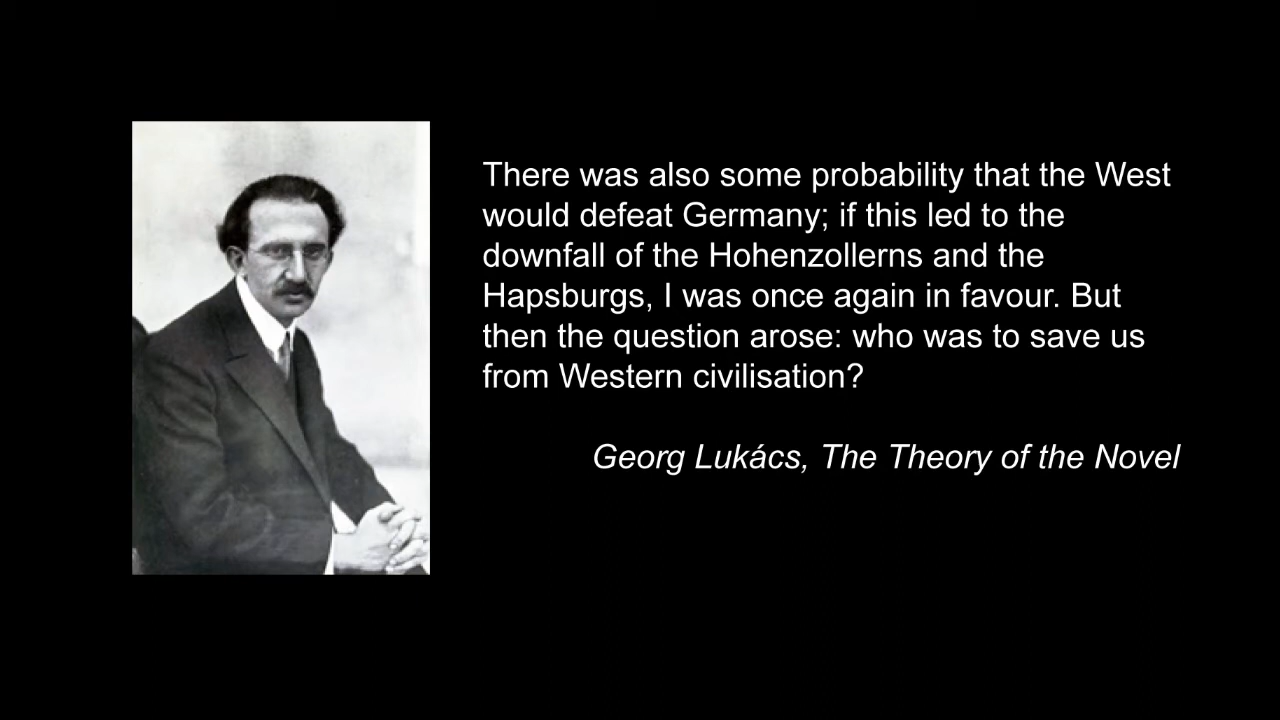 There was also some probability that the West
would defeat Germany; if this led to the
downfall of the Hohenzollerns and the
Hapsburgs, I was once again in favour. But
then the question arose: who was to save us
from Western civilisation?
Georg Lukács, The Theory of the Novel